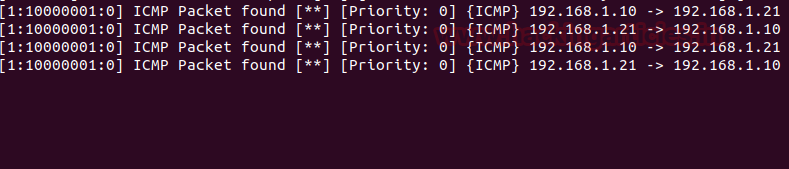 [1:10000001:0] ICMP Packet found [**] [Priority: 0] {ICMP} 192.168.1.10 -> 192.168.1.21
[1:10000001:0] ICMP Packet found [**] [Priority: 0] {ICMP} 192.168.1.21 -> 192.168.1.10
[1:10000001:0] ICMP Packet found [**] [Priority: 0] {ICMP} 192.168.1.10 -> 192.168.1.21
[1:10000001:0] ICMP Packet found [**] [Priority: 0] {ICMP} 192.168.1.21 -> 192.168.1.10